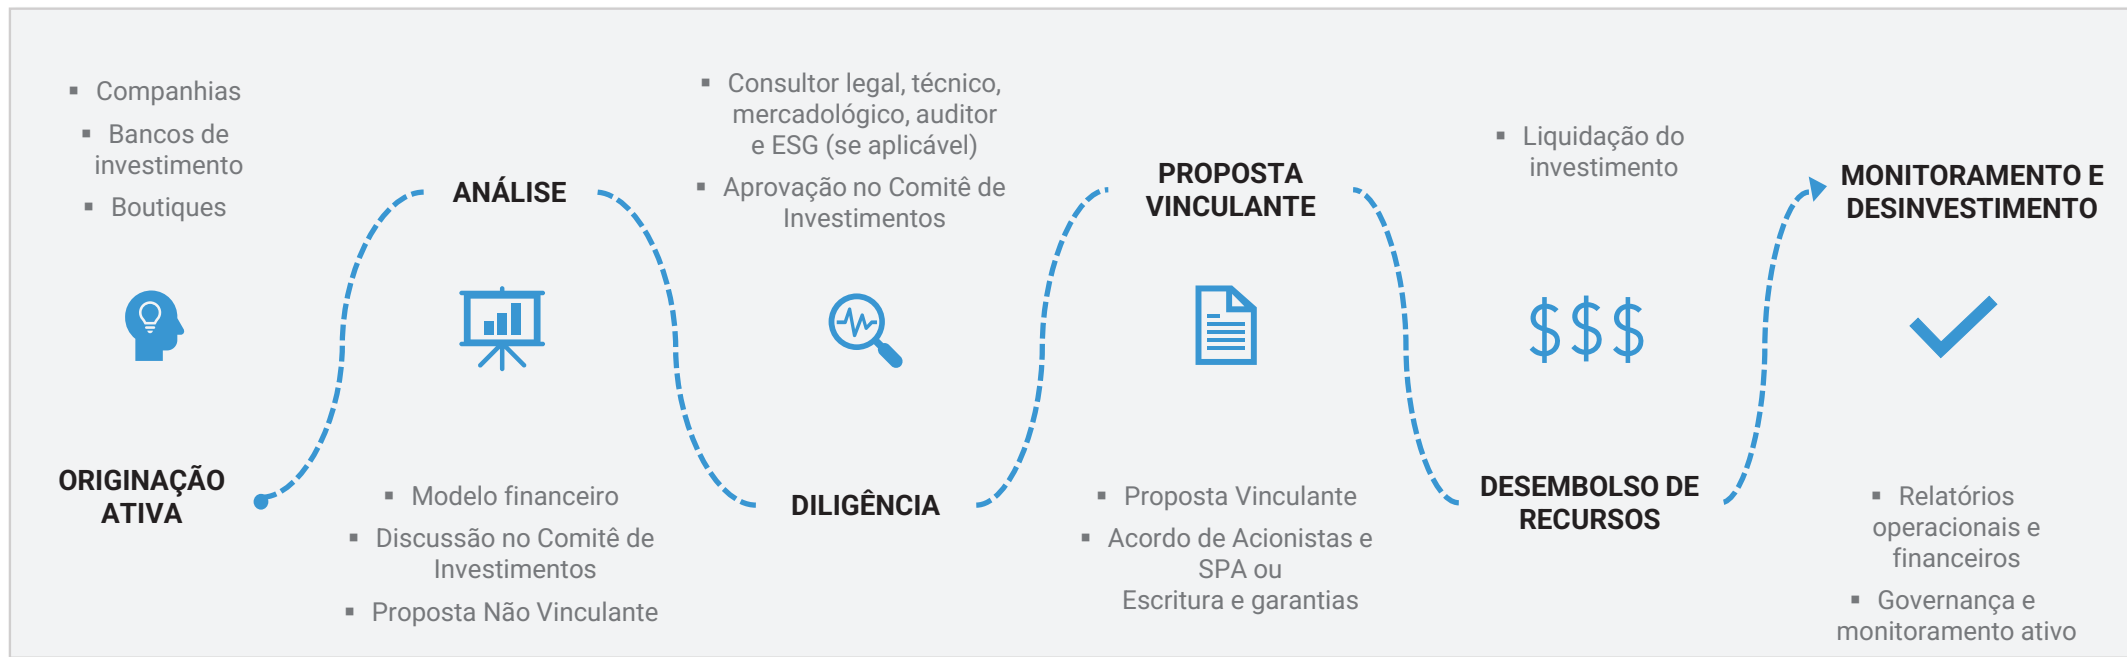 ▪ Companhias
▪ Bancos de
investimento
▪ Boutiques
ORIGINAÇÃO
ATIVA
ANÁLISE
▪ Modelo financeiro
▪ Discussão no Comitê de
Investimentos
▪ Proposta Não Vinculante
▪ Consultor legal, técnico,
mercadológico, auditor
e ESG (se aplicável)
▪ Aprovação no Comitê de
Investimentos
DILIGÊNCIA
PROPOSTA
VINCULANTE
▪ Proposta Vinculante
▪ Acordo de Acionistas e
SPA ou
Escritura e garantias
▪ Liquidação do
investimento
$$$
DESEMBOLSO DE
RECURSOS
MONITORAMENTO E
DESINVESTIMENTO
▪ Relatórios
operacionais e
financeiros
▪ Governança e
monitoramento ativo